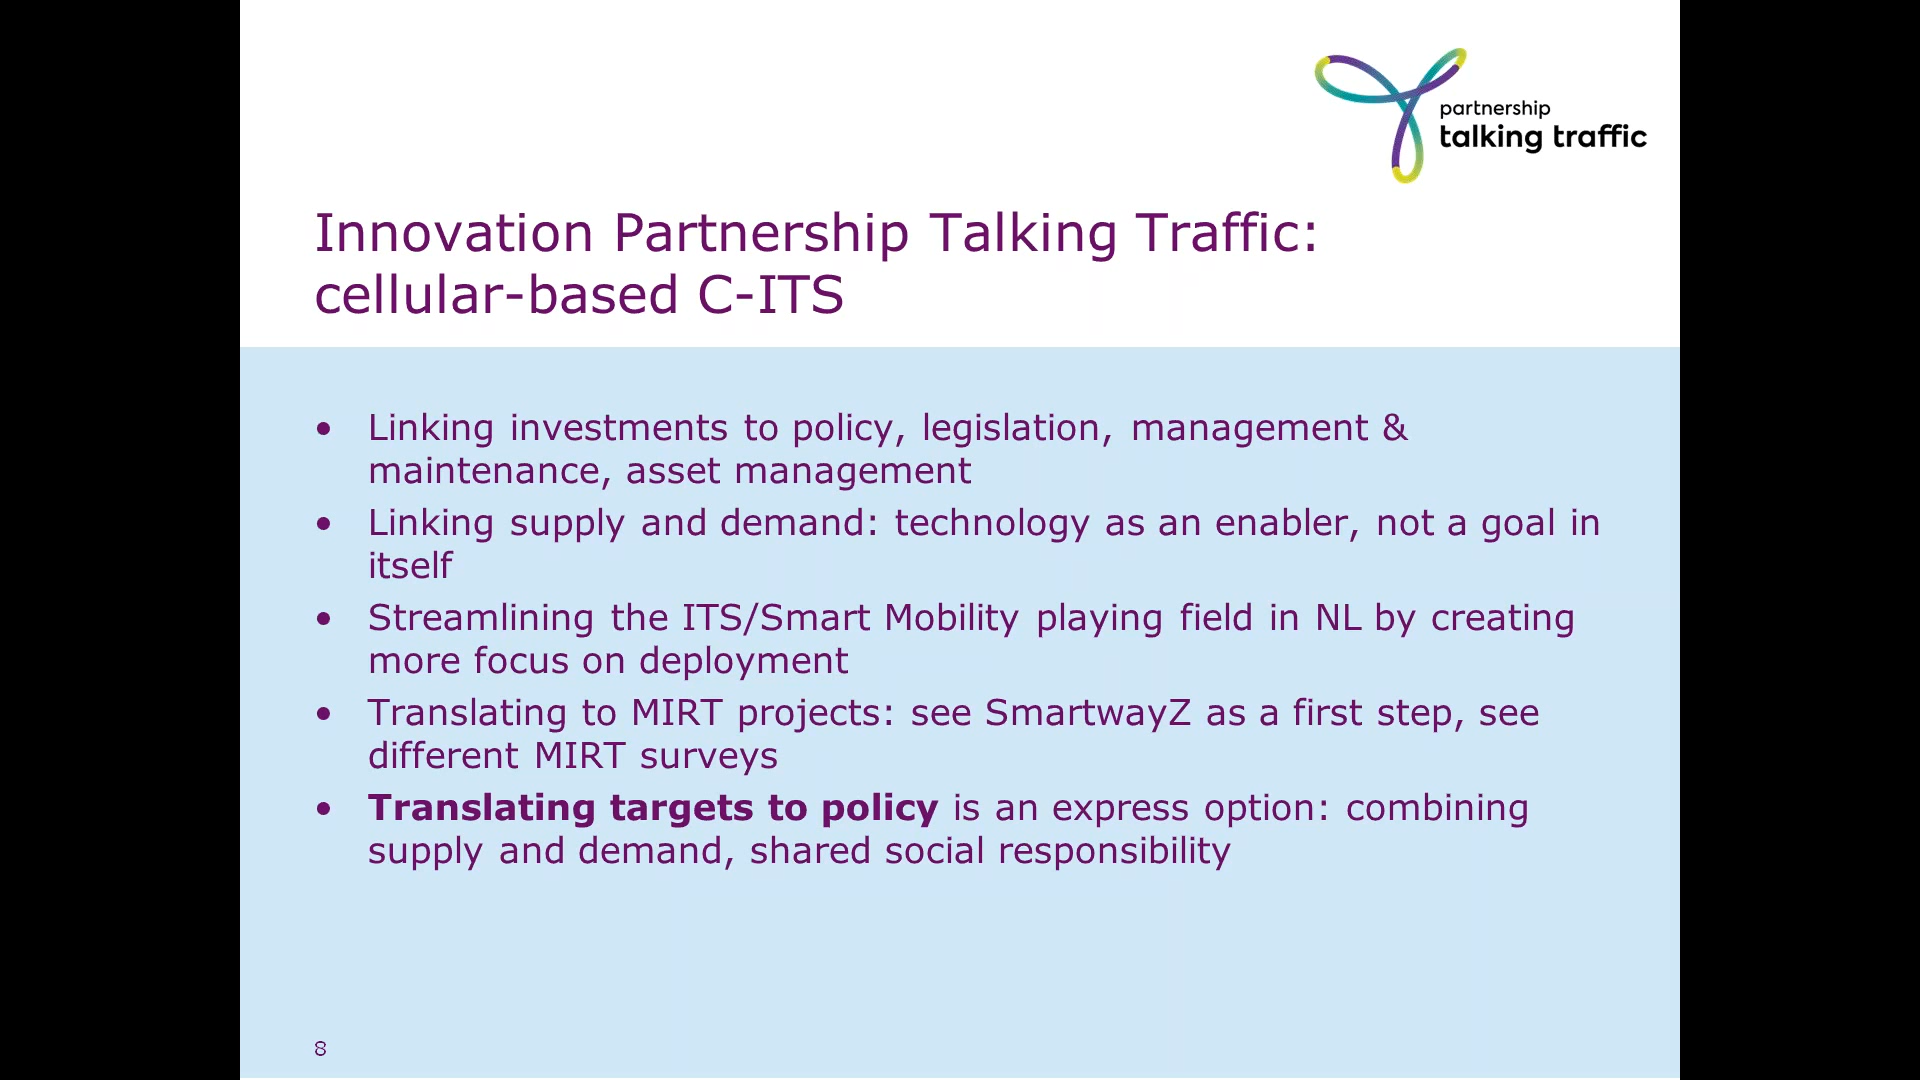 partnership
talking traffic
Innovation Partnership Talking Traffic:
cellular-based C-ITS
• Linking investments to policy, legislation, management &
maintenance, asset management
• Linking supply and demand: technology as an enabler, not a goal in
itself
• Streamlining the ITS/Smart Mobility playing field in NL by creating
more focus on deployment
• Translating to MIRT projects: see SmartwayZ as a first step, see
different MIRT surveys
• Translating targets to policy is an express option: combining
supply and demand, shared social responsibility
8